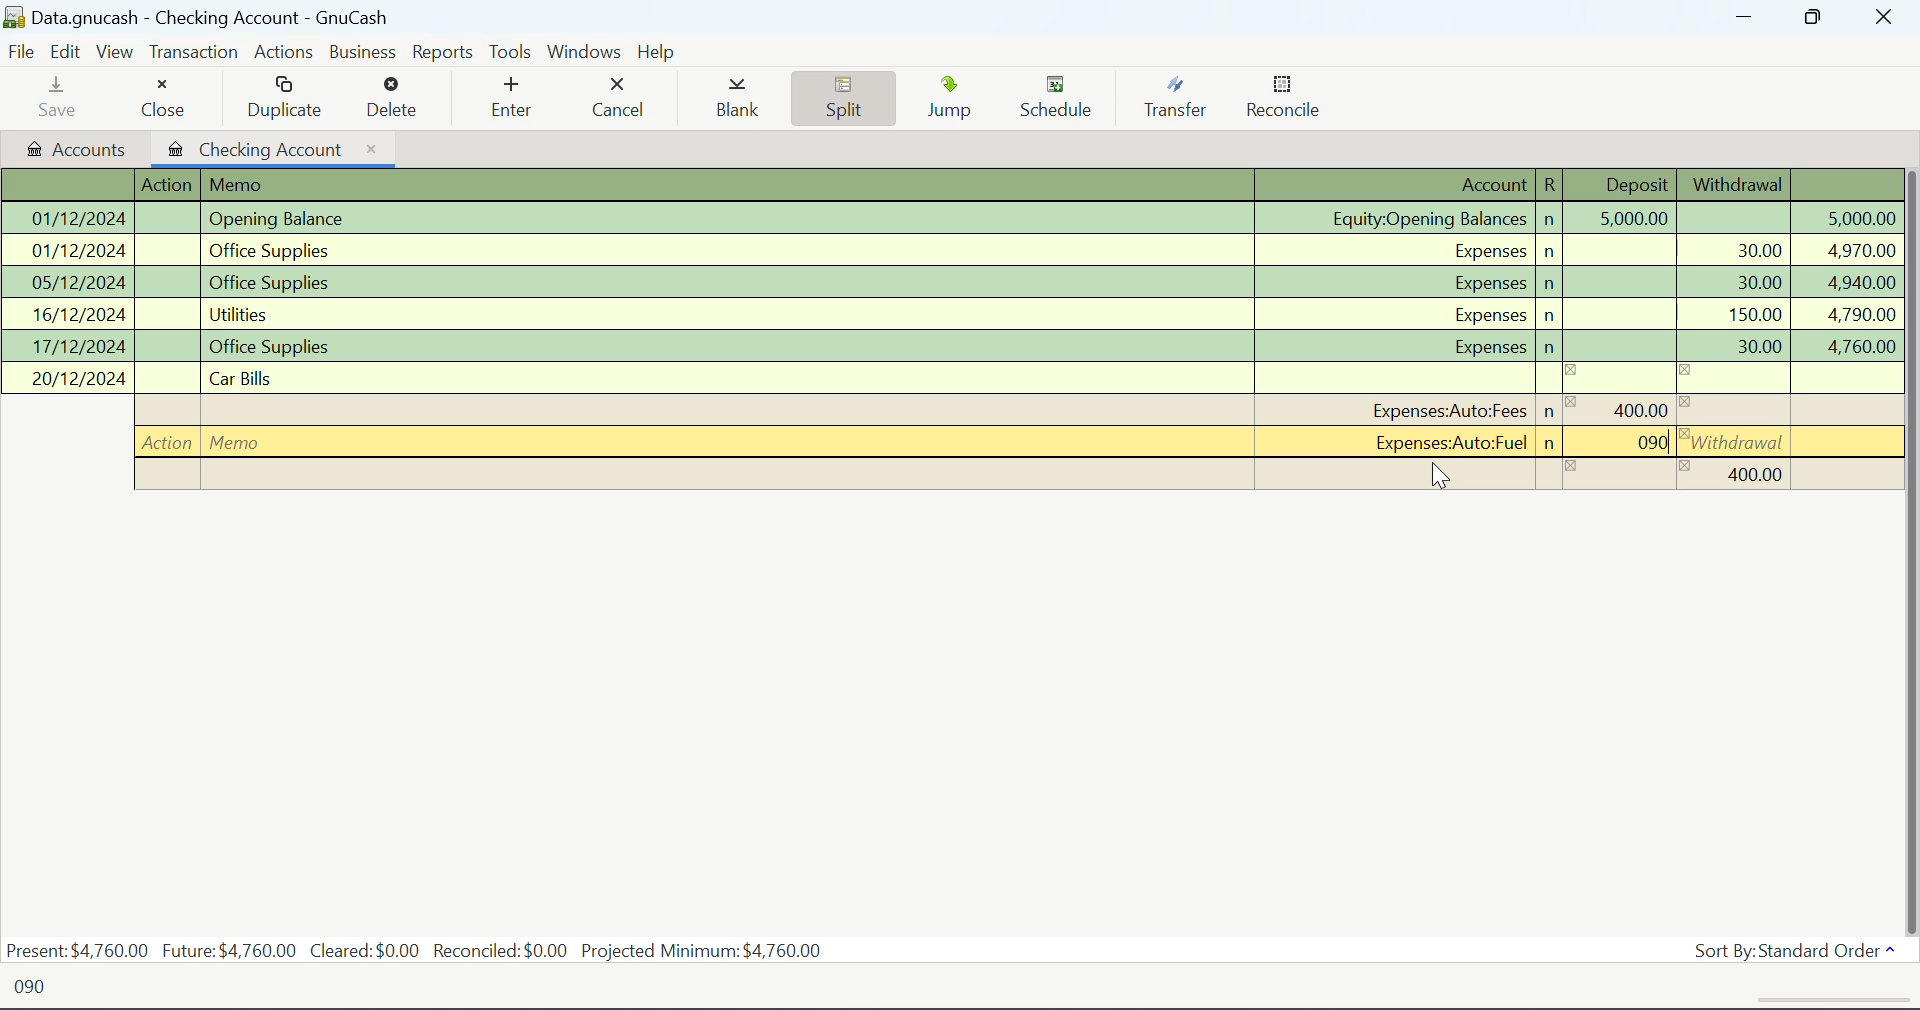 Data.gnucash - Checking Account - GnuCash
File Edit View Transaction Actions Business Reports Tools Windows Help
Save Close Duplicate Delete Enter Cancel Blank Split Jump Schedule Transfer Reconcile
Accounts Checking Account
Action Memo Account R Deposit Withdrawal
01/12/2024 Opening Balance Equity:Opening Balances n 5,000.00 5,000.00
01/12/2024 Office Supplies Expenses n 30.00 4,970.00
05/12/2024 Office Supplies Expenses n 30.00 4,940.00
16/12/2024 Utilities Expenses n 150.00 4,790.00
17/12/2024 Office Supplies Expenses n 30.00 4,760.00
20/12/2024 Car Bills
Expenses:Auto:Fees n 400.00
Action Memo Expenses:Auto:Fuel n 090 Withdrawal
400.00
Present:$4,760.00 Future:$4,760.00 Cleared:$0.00 Reconciled:$0.00 Projected Minimum:$4,760.00 Sort By:Standard Order
090